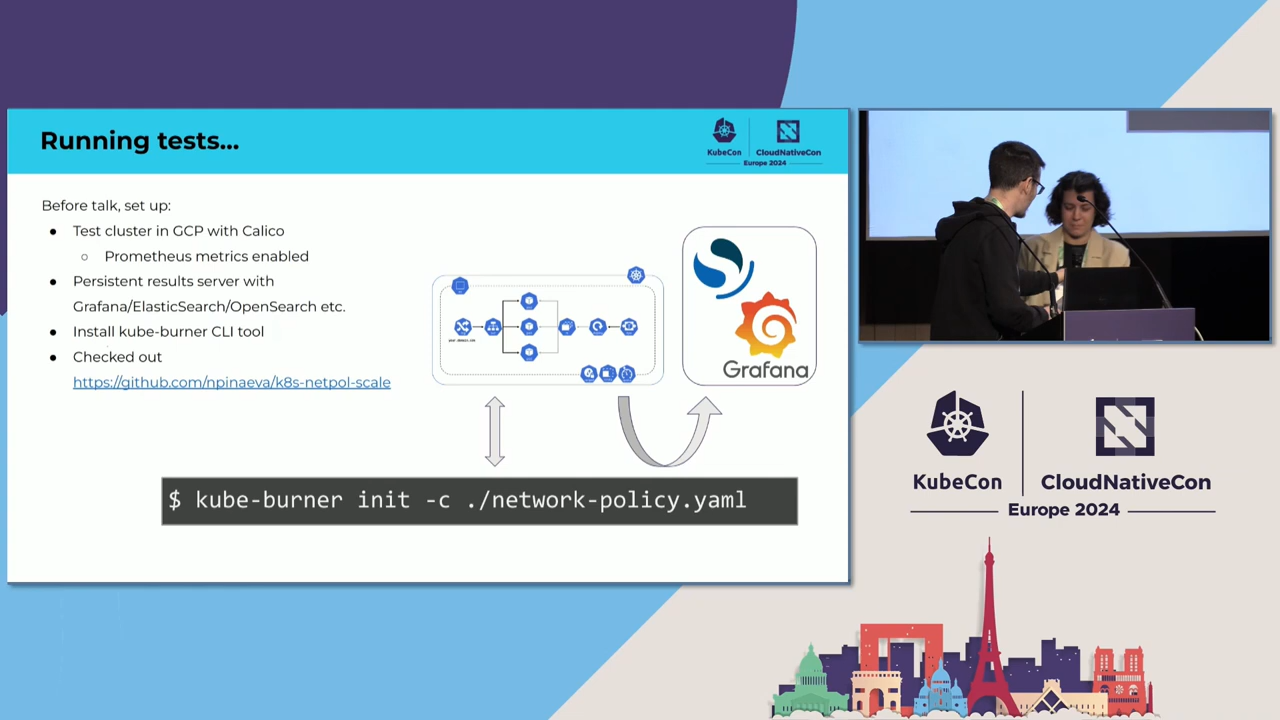 Running tests...
KubeCon
CloudNativeCon
Europe 2024
Before talk, set up:
● Test cluster in GCP with Calico
○ Prometheus metrics enabled
● Persistent results server with
Grafana/ElasticSearch/OpenSearch etc.
● Install kube-burner CLI tool
● Checked out
https://github.com/npinaeva/k8s-netpol-scale
Grafana
$ kube-burner init -c ./network-policy.yaml
KubeCon
CloudNativeCon
Europe 2024